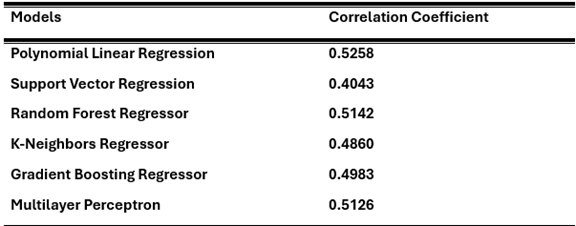 Models Correlation Coefficient
Polynomial Linear Regression 0.5258
Support Vector Regression 0.4043
Random Forest Regressor 0.5142
K-Neighbors Regressor 0.4860
Gradient Boosting Regressor 0.4983
Multilayer Perceptron 0.5126